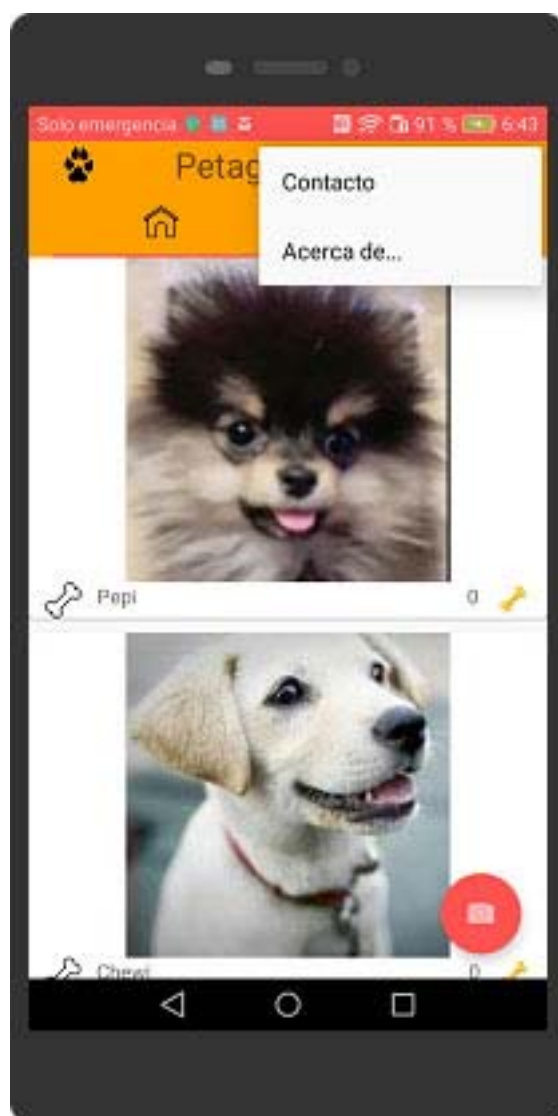 Solo emergencia 91 % 6:43
Petag
Contacto
Acerca de...
Pepi 0
Chewi 0